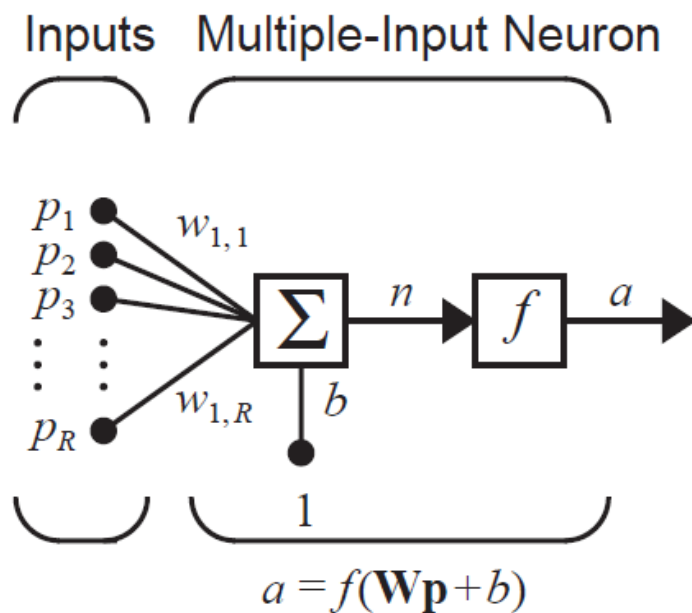 Inputs Multiple-Input Neuron
p1 w1,1
p2
p3 Σ n f a
pR w1,R b
1
a = f(Wp + b)